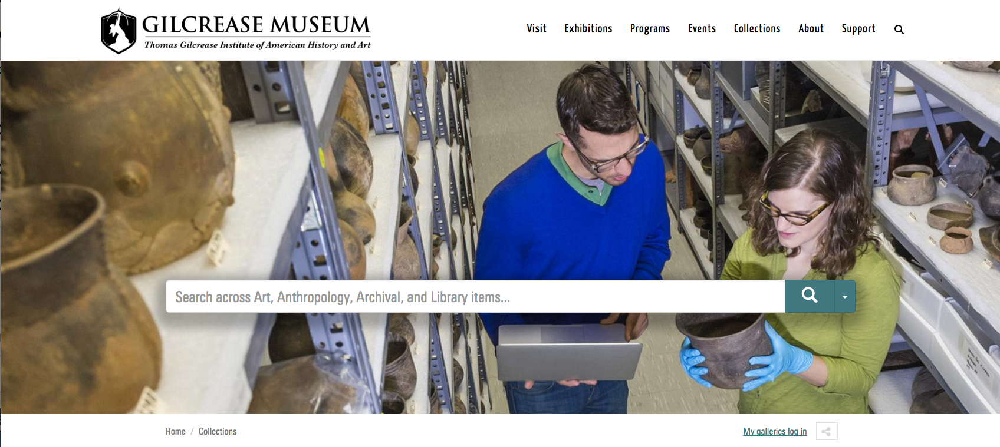 GILCREASE MUSEUM
Thomas Gilcrease Institute of American History and Art
Visit Exhibitions Programs Events Collections About Support
Search across Art, Anthropology, Archival, and Library items...
Home / Collections
My galleries log in